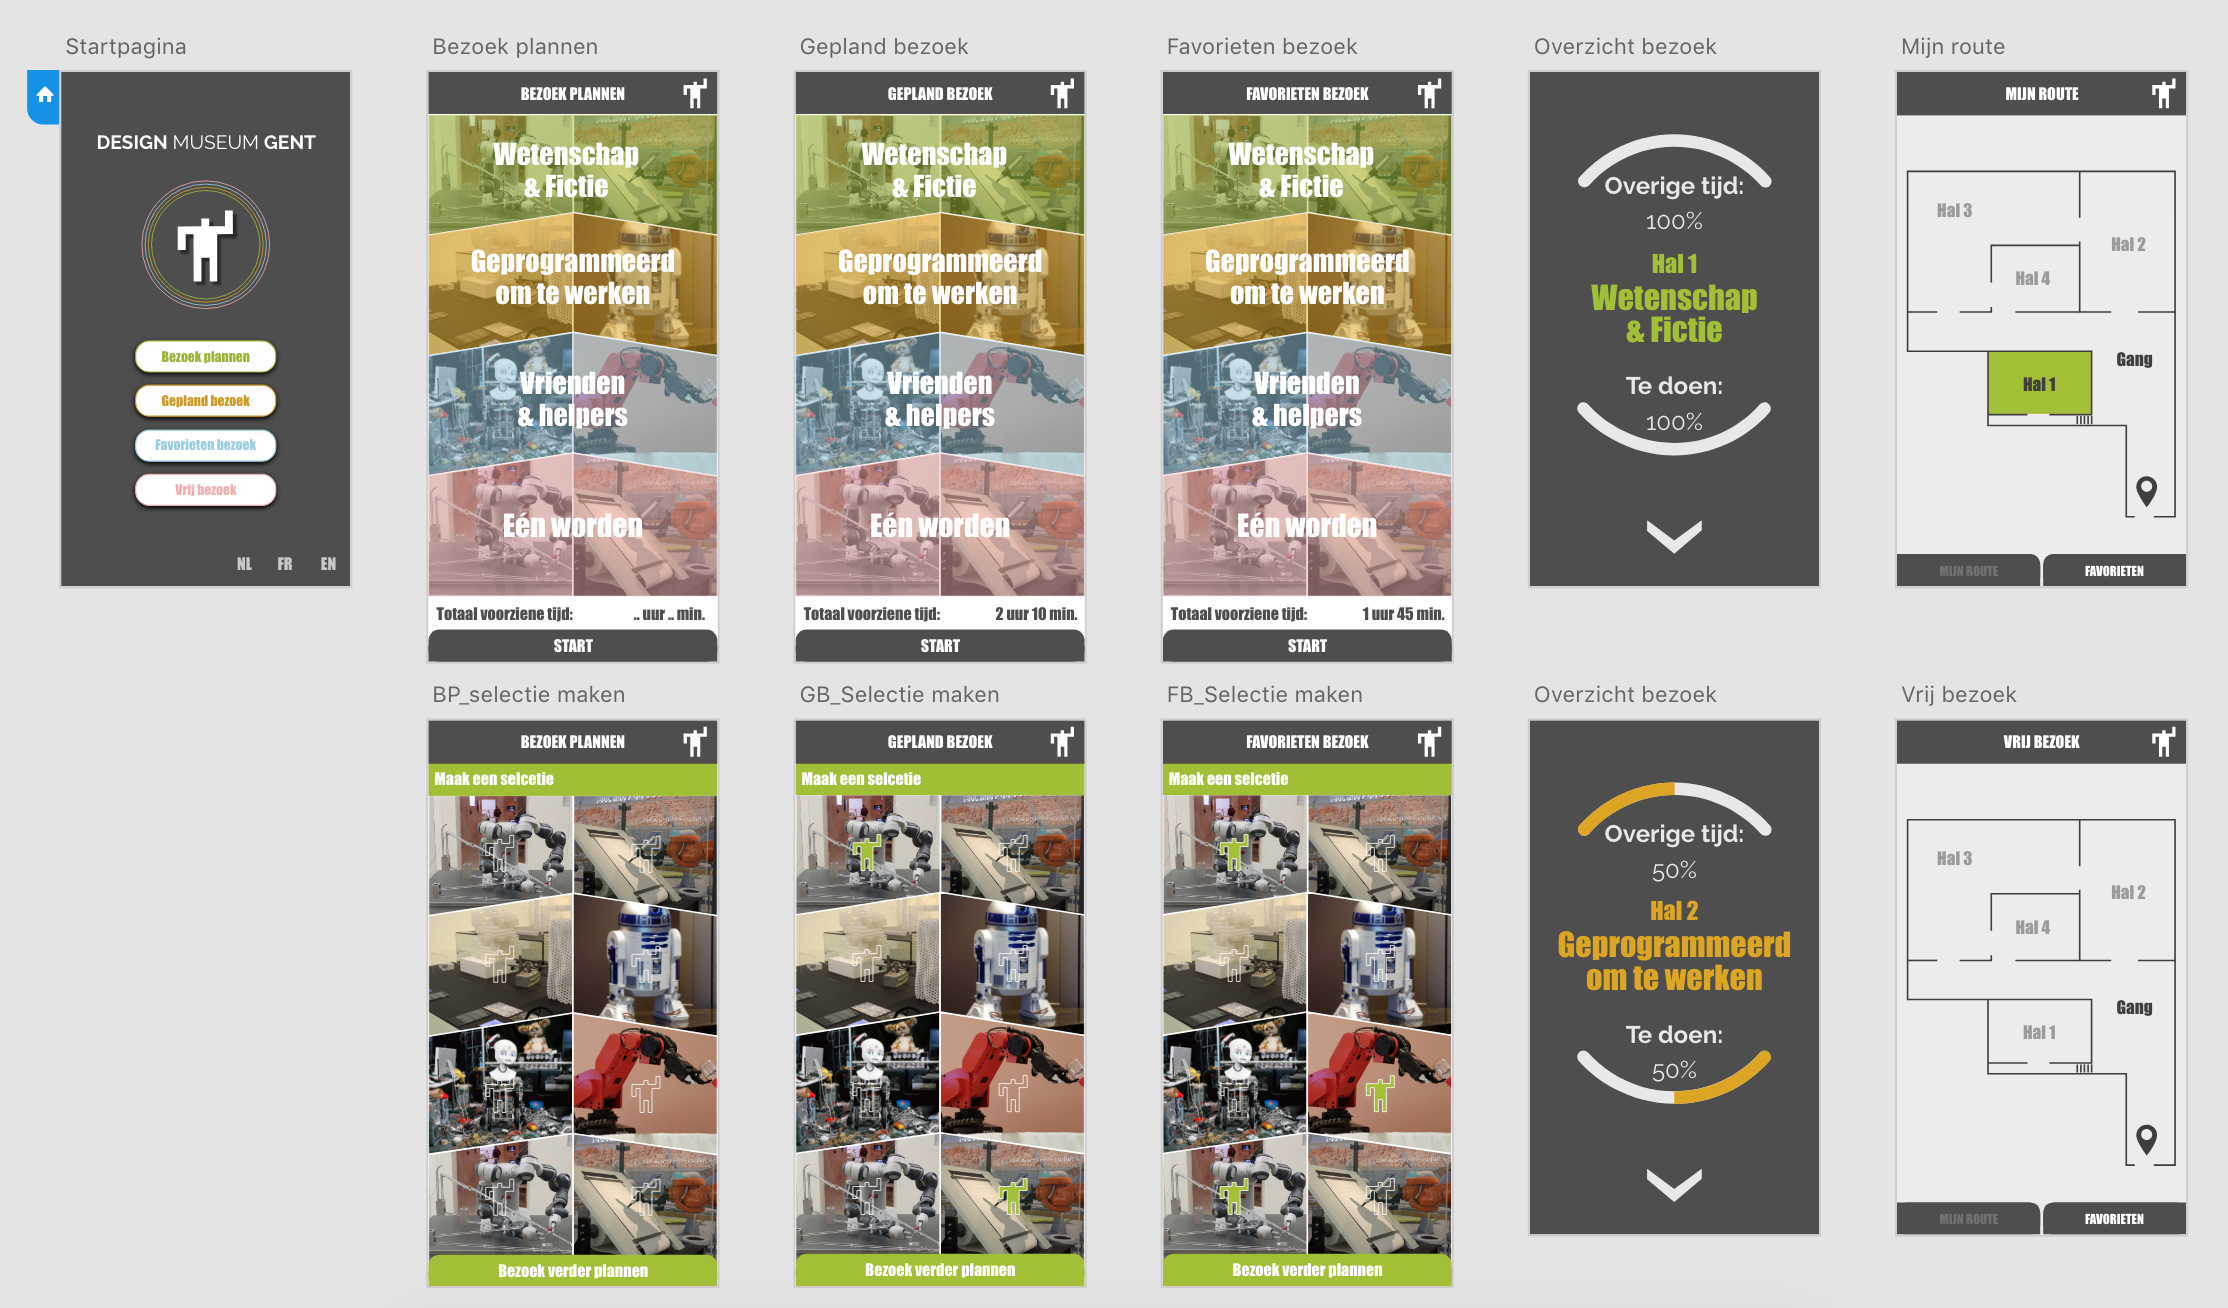 Startpagina
DESIGN MUSEUM GENT
Bezoek plannen
Gepland bezoek
Favorieten bezoek
Vrij bezoek
NL FR EN
Bezoek plannen
BEZOEK PLANNEN
Wetenschap
& Fictie
Geprogrammeerd
om te werken
Vrienden
& helpers
Eén worden
Totaal voorziene tijd: .. uur .. min.
START
Gepland bezoek
GEPLAND BEZOEK
Wetenschap
& Fictie
Geprogrammeerd
om te werken
Vrienden
& helpers
Eén worden
Totaal voorziene tijd: 2 uur 10 min.
START
Favorieten bezoek
FAVORIETEN BEZOEK
Wetenschap
& Fictie
Geprogrammeerd
om te werken
Vrienden
& helpers
Eén worden
Totaal voorziene tijd: 1 uur 45 min.
START
Overzicht bezoek
Overige tijd:
100%
Hal 1
Wetenschap
& Fictie
Te doen:
100%
Mijn route
MIJN ROUTE
Hal 3
Hal 2
Hal 4
Gang
Hal 1
MIJN ROUTE FAVORIETEN
BP_selectie maken
BEZOEK PLANNEN
Maak een selcetie
Bezoek verder plannen
GB_Selectie maken
GEPLAND BEZOEK
Maak een selcetie
Bezoek verder plannen
FB_Selectie maken
FAVORIETEN BEZOEK
Maak een selcetie
Bezoek verder plannen
Overzicht bezoek
Overige tijd:
50%
Hal 2
Geprogrammeerd
om te werken
Te doen:
50%
Vrij bezoek
VRIJ BEZOEK
Hal 3
Hal 2
Hal 4
Gang
Hal 1
MIJN ROUTE FAVORIETEN